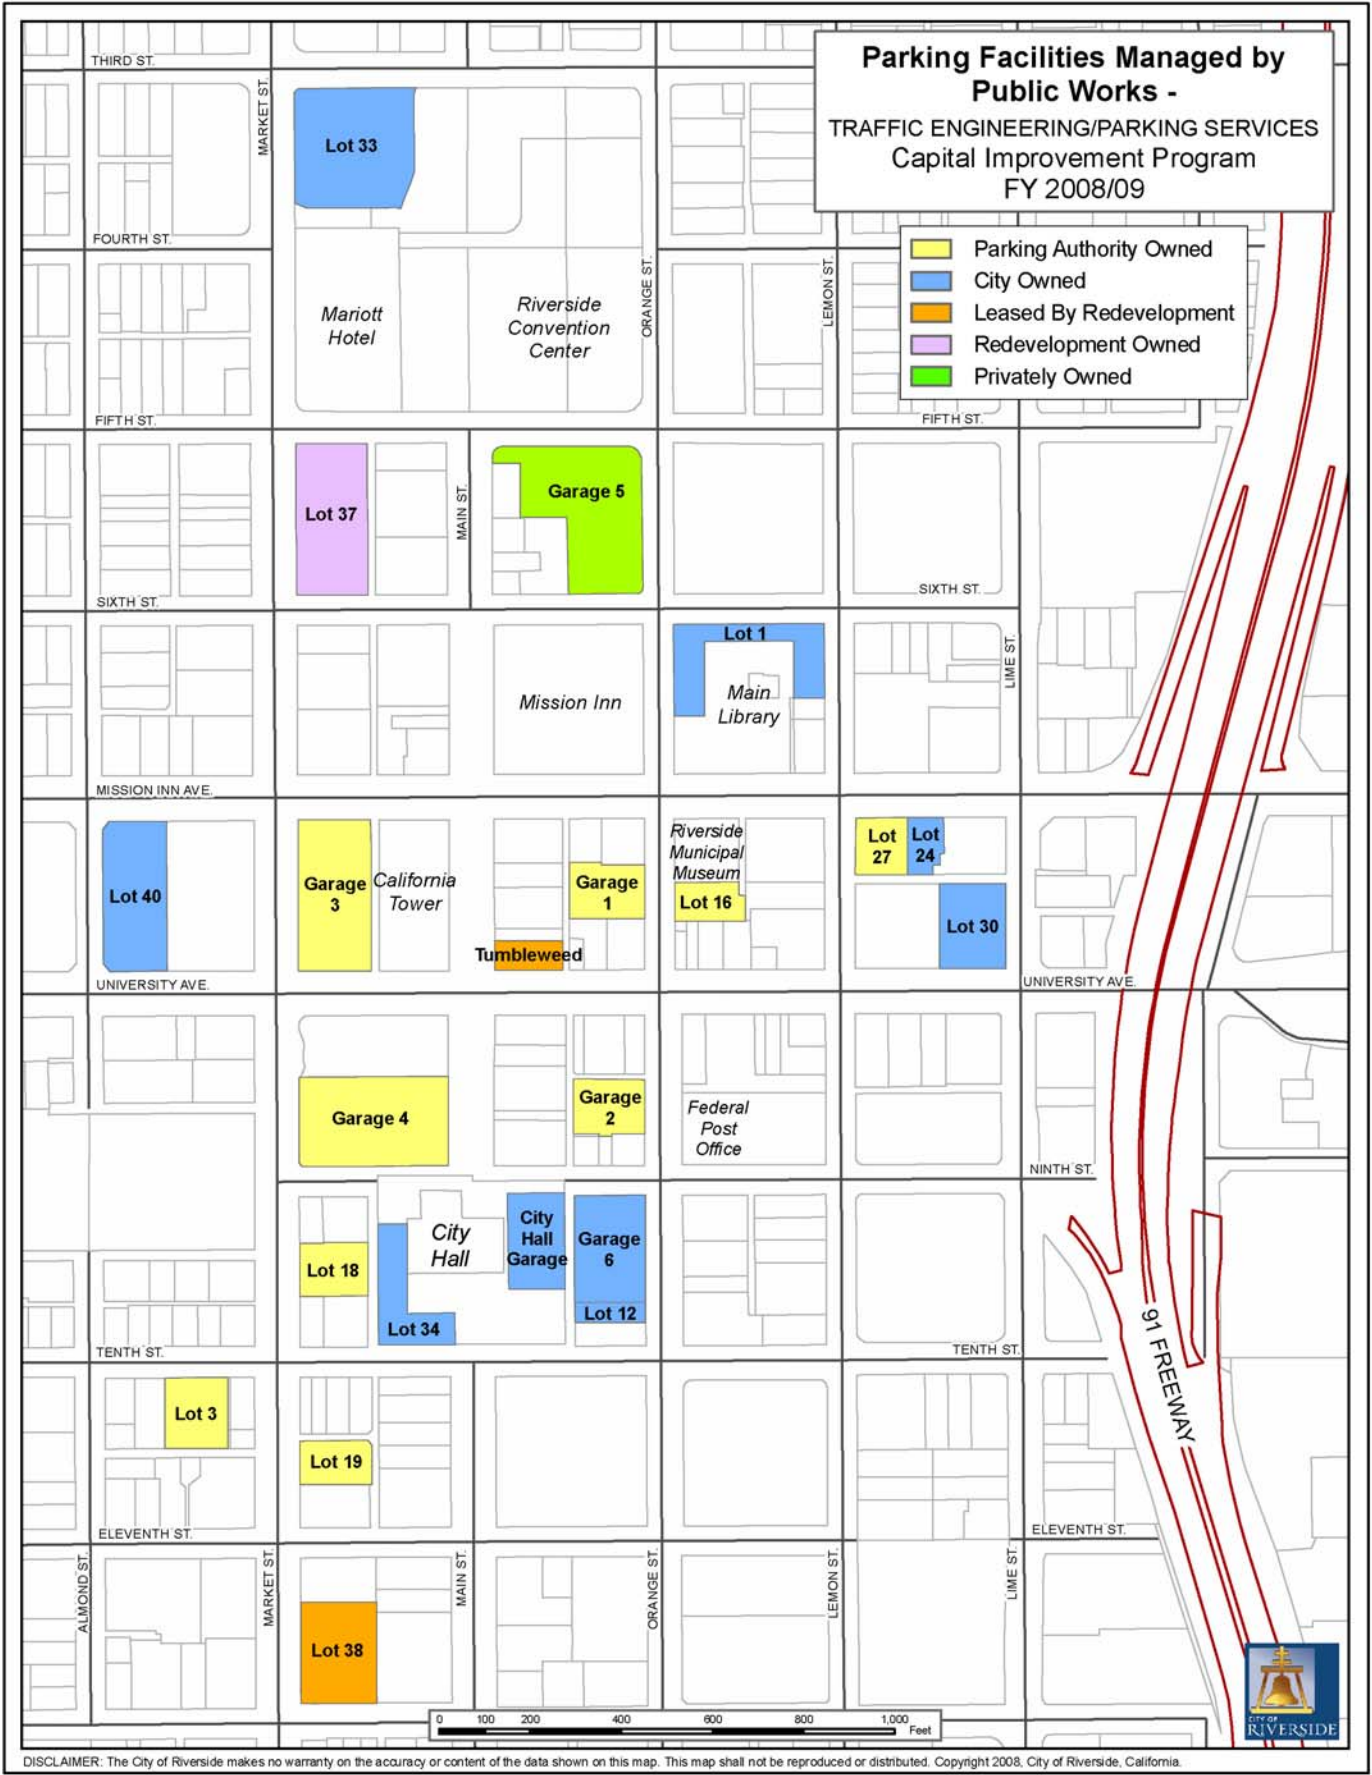 Parking Facilities Managed by
Public Works -
TRAFFIC ENGINEERING/PARKING SERVICES
Capital Improvement Program
FY 2008/09
Parking Authority Owned
City Owned
Leased By Redevelopment
Redevelopment Owned
Privately Owned
THIRD ST.
MARKET ST.
Lot 33
FOURTH ST.
ORANGE ST.
LEMON ST.
Mariott
Hotel
Riverside
Convention
Center
FIFTH ST.
FIFTH ST.
Lot 37
MAIN ST.
Garage 5
SIXTH ST.
SIXTH ST.
Lot 1
LIME ST.
Mission Inn
Main
Library
MISSION INN AVE.
Lot 40
Garage
3
California
Tower
Garage
1
Tumbleweed
Riverside
Municipal
Museum
Lot 16
Lot
27
Lot
24
Lot 30
UNIVERSITY AVE.
UNIVERSITY AVE.
Garage 4
Garage
2
Federal
Post
Office
NINTH ST.
Lot 18
City
Hall
City
Hall
Garage
Garage
6
Lot 12
Lot 34
TENTH ST.
TENTH ST.
91 FREEWAY
Lot 3
Lot 19
ELEVENTH ST.
ELEVENTH ST.
ALMOND ST.
MARKET ST.
MAIN ST.
ORANGE ST.
LEMON ST.
LIME ST.
Lot 38
0 100 200 400 600 800 1,000
Feet
CITY OF
RIVERSIDE
DISCLAIMER: The City of Riverside makes no warranty on the accuracy or content of the data shown on this map. This map shall not be reproduced or distributed. Copyright 2008, City of Riverside, California.